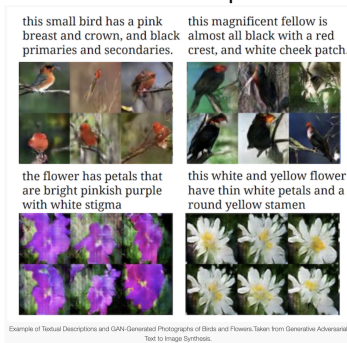 this small bird has a pink
breast and crown, and black
primaries and secondaries.
this magnificent fellow is
almost all black with a red
crest, and white cheek patch.
the flower has petals that
are bright pinkish purple
with white stigma
this white and yellow flower
have thin white petals and a
round yellow stamen
Example of Textual Descriptions and GAN-Generated Photographs of Birds and Flowers.Taken from Generative Adversarial
Text to Image Synthesis.